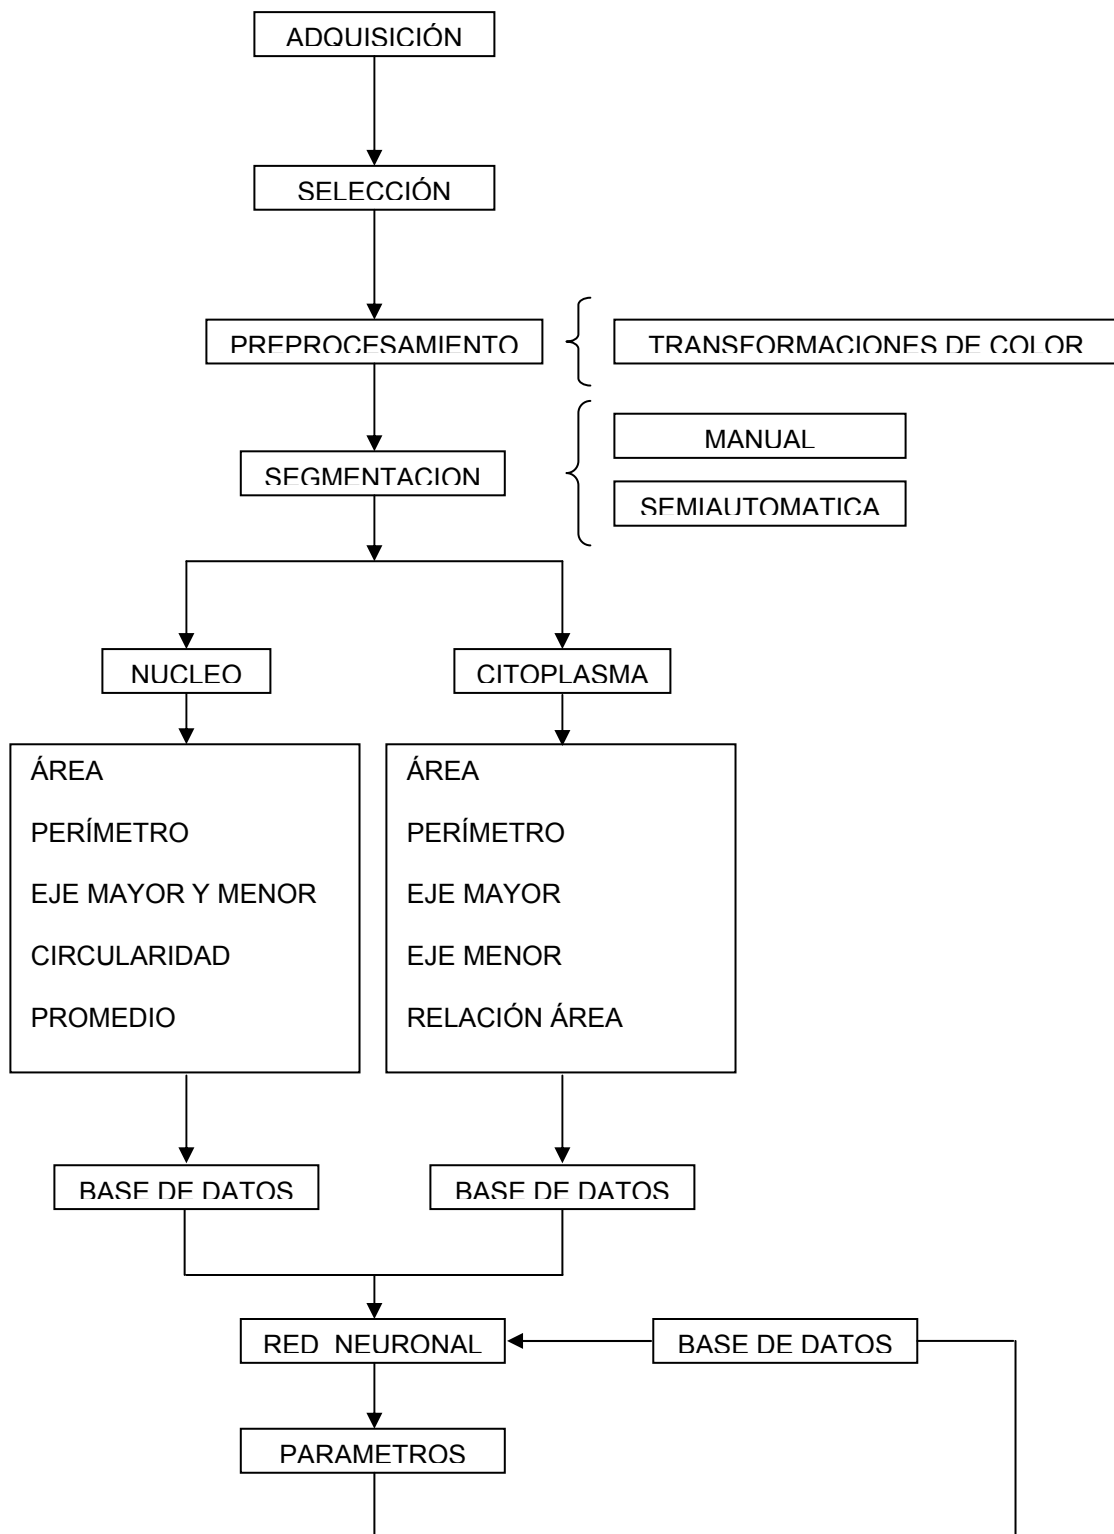 ADQUISICIÓN
SELECCIÓN
PREPROCESAMIENTO
TRANSFORMACIONES DE COLOR
SEGMENTACION
MANUAL
SEMIAUTOMATICA
NUCLEO
CITOPLASMA
ÁREA
PERÍMETRO
EJE MAYOR Y MENOR
CIRCULARIDAD
PROMEDIO
ÁREA
PERÍMETRO
EJE MAYOR
EJE MENOR
RELACIÓN ÁREA
BASE DE DATOS
BASE DE DATOS
RED NEURONAL
BASE DE DATOS
PARAMETROS